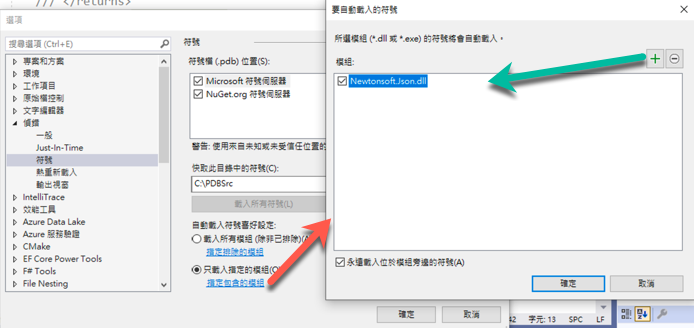 /// </returns>
選項
搜尋選項 (Ctrl+E)
專案和方案
環境
工作項目
原始檔控制
文字編輯器
偵錯
一般
Just-In-Time
符號
熱重新載入
輸出視窗
IntelliTrace
效能工具
Azure Data Lake
Azure 服務驗證
CMake
EF Core Power Tools
F# Tools
File Nesting
符號
符號檔 (.pdb) 位置(S):
Microsoft 符號伺服器
NuGet.org 符號伺服器
警告: 使用來自未知或未受信任位置的
快取此目錄中的符號(C):
C:\PDBSrc
載入所有符號(L)
自動載入符號喜好設定:
載入所有模組 (除非已排除)(A)
指定排除的模組
只載入指定的模組(O)
指定包含的模組
確定
取消
要自動載入的符號
所選模組 (*.dll 或 *.exe) 的符號將會自動載入。
模組:
Newtonsoft.Json.dll
永遠載入位於模組旁邊的符號(A)
確定
取消
42 字元: 13 SPC LF